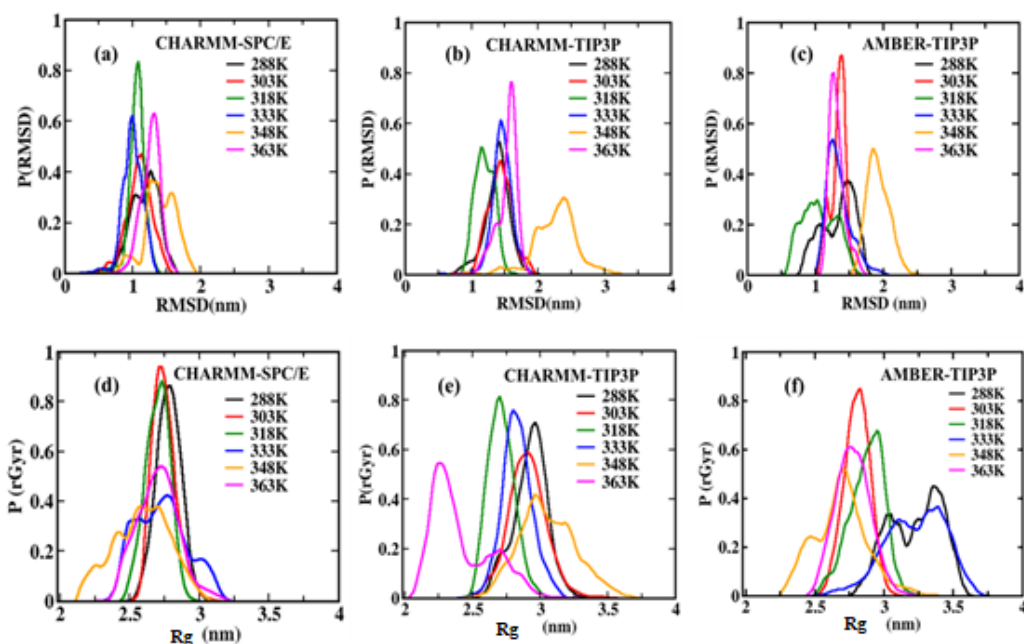 (a) CHARMM-SPC/E
288K
303K
318K
333K
348K
363K
P(RMSD)
1
0.8
0.6
0.4
0.2
0
0 1 2 3 4
RMSD(nm)
(b) CHARMM-TIP3P
288K
303K
318K
333K
348K
363K
P (RMSD)
1
0.8
0.6
0.4
0.2
0
0 1 2 3 4
RMSD(nm)
(c) AMBER-TIP3P
288K
303K
318K
333K
348K
363K
P (RMSD)
1
0.8
0.6
0.4
0.2
0
0 1 2 3 4
RMSD (nm)
(d) CHARMM-SPC/E
288K
303K
318K
333K
348K
363K
P (rGyr)
1
0.8
0.6
0.4
0.2
0
2 2.5 3 3.5 4
Rg (nm)
(e) CHARMM-TIP3P
288K
303K
318K
333K
348K
363K
P(rGyr)
1
0.8
0.6
0.4
0.2
0
2 2.5 3 3.5 4
Rg (nm)
(f) AMBER-TIP3P
288K
303K
318K
333K
348K
363K
P (rGyr)
1
0.8
0.6
0.4
0.2
0
2 2.5 3 3.5 4
Rg (nm)